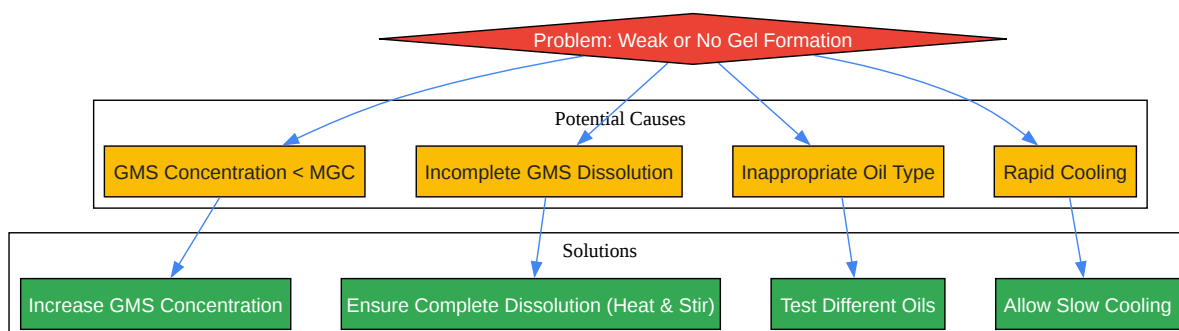 Problem: Weak or No Gel Formation
Potential Causes
GMS Concentration < MGC
Incomplete GMS Dissolution
Inappropriate Oil Type
Rapid Cooling
Solutions
Increase GMS Concentration
Ensure Complete Dissolution (Heat & Stir)
Test Different Oils
Allow Slow Cooling